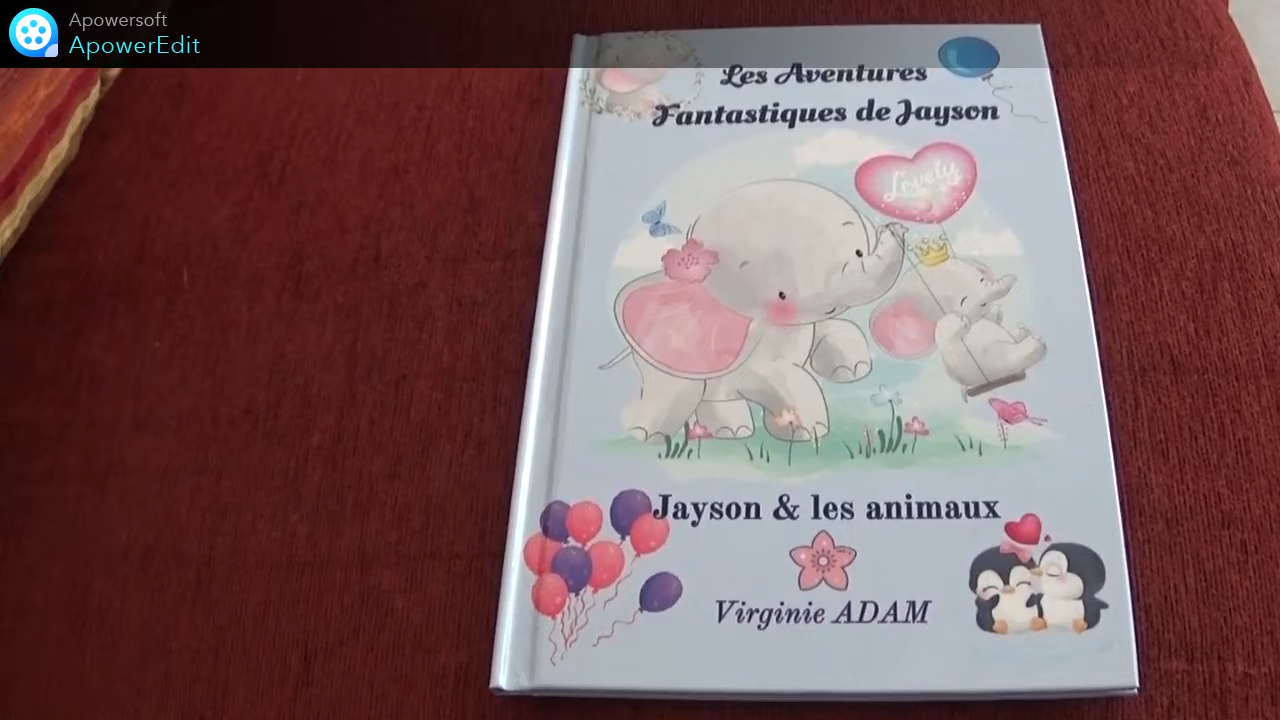 Apowersoft
ApowerEdit
Les Aventures
Fantastiques de Jayson
Lovely
Jayson & les animaux
Virginie ADAM